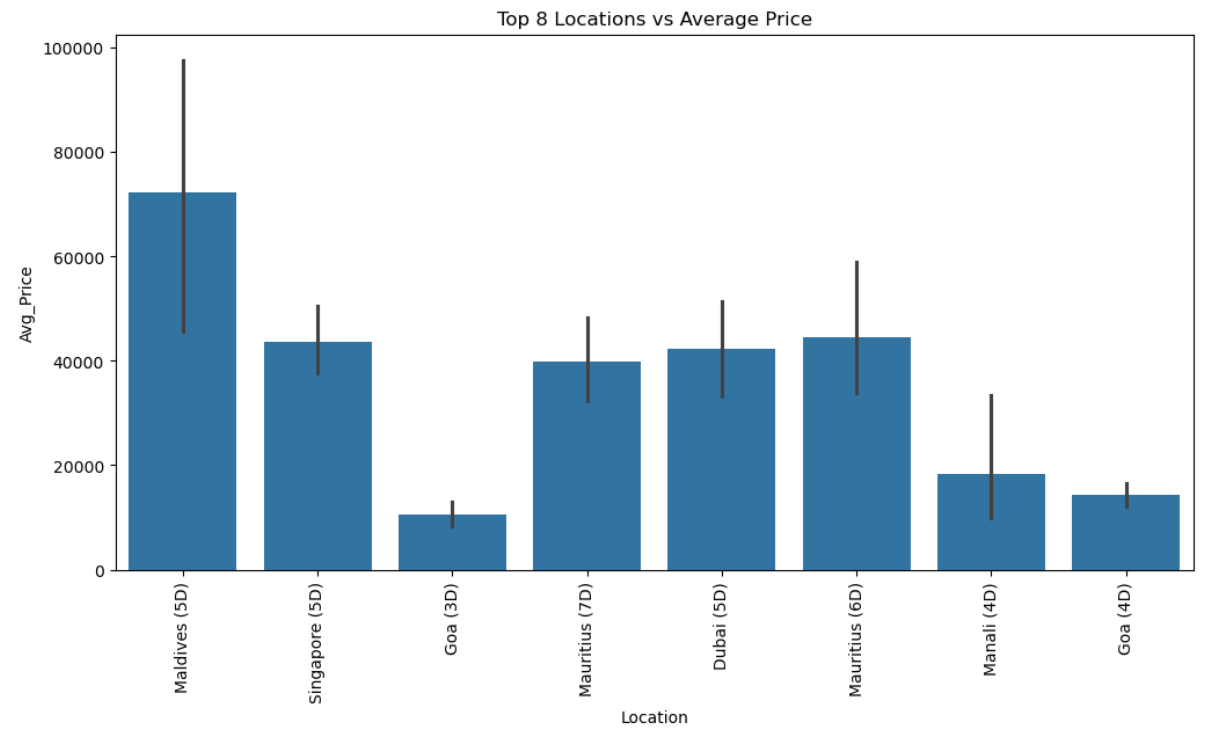 Top 8 Locations vs Average Price
Avg_Price
100000
80000
60000
40000
20000
0
Maldives (5D)
Singapore (5D)
Goa (3D)
Mauritius (7D)
Dubai (5D)
Mauritius (6D)
Manali (4D)
Goa (4D)
Location